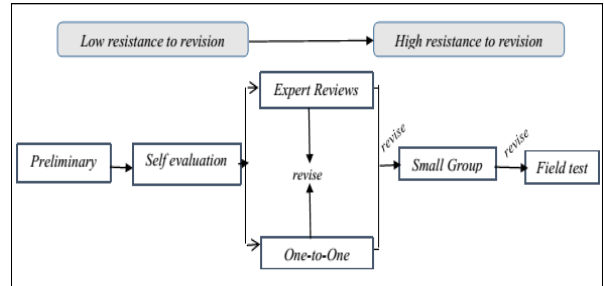 Low resistance to revision
High resistance to revision
Expert Reviews
Preliminary
Self evaluation
revise
revise
Small Group
revise
Field test
One-to-One